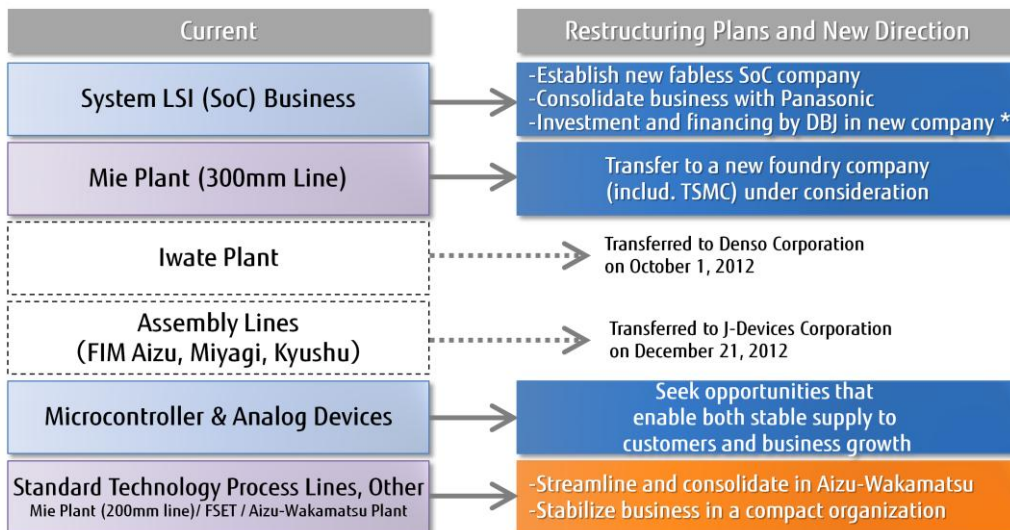 Current
Restructuring Plans and New Direction
System LSI (SoC) Business
-Establish new fabless SoC company
-Consolidate business with Panasonic
-Investment and financing by DBJ in new company *
Mie Plant (300mm Line)
Transfer to a new foundry company
(includ. TSMC) under consideration
Iwate Plant
Transferred to Denso Corporation
on October 1, 2012
Assembly Lines
(FIM Aizu, Miyagi, Kyushu)
Transferred to J-Devices Corporation
on December 21, 2012
Microcontroller & Analog Devices
Seek opportunities that
enable both stable supply to
customers and business growth
Standard Technology Process Lines, Other
Mie Plant (200mm line)/ FSET / Aizu-Wakamatsu Plant
-Streamline and consolidate in Aizu-Wakamatsu
-Stabilize business in a compact organization